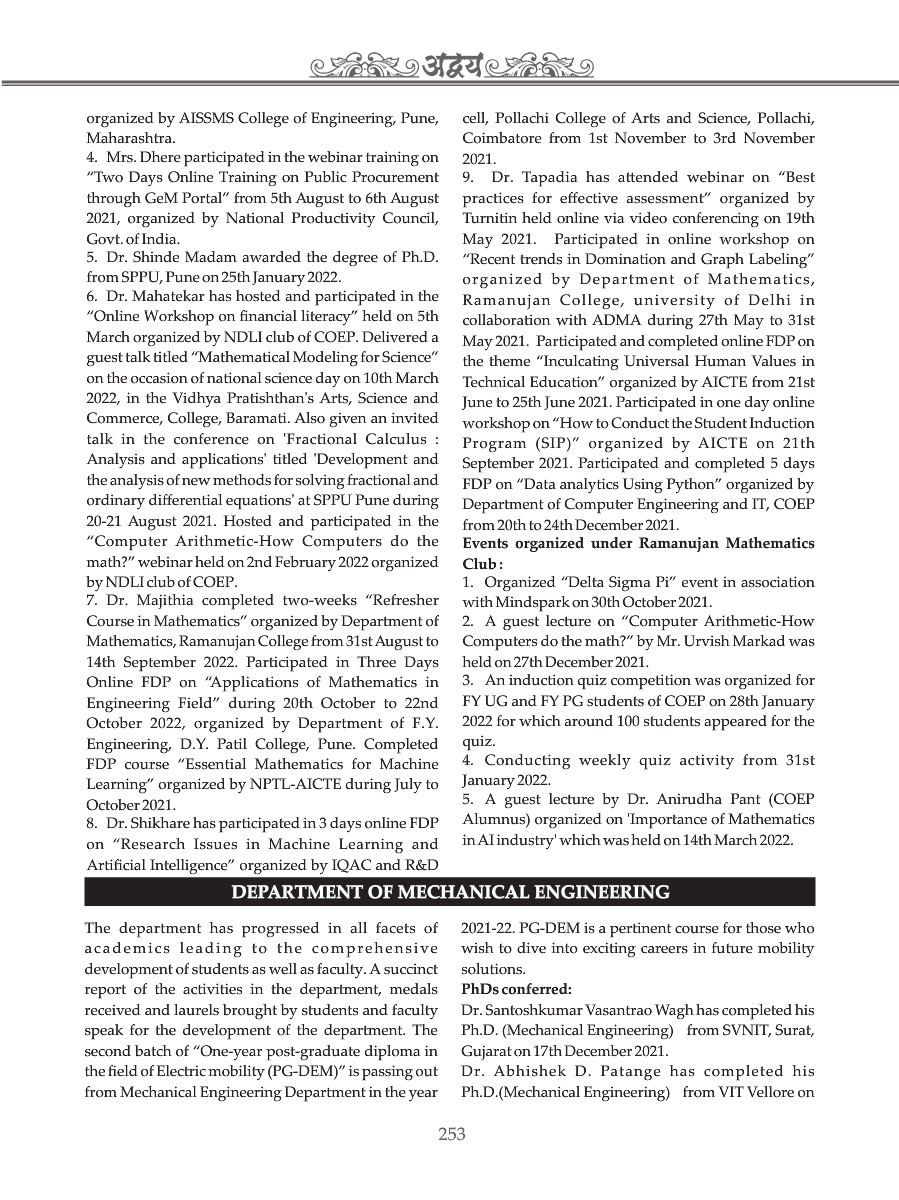 अद्वय
organized by AISSMS College of Engineering, Pune,
Maharashtra.
4. Mrs. Dhere participated in the webinar training on
“Two Days Online Training on Public Procurement
through GeM Portal” from 5th August to 6th August
2021, organized by National Productivity Council,
Govt. of India.
5. Dr. Shinde Madam awarded the degree of Ph.D.
from SPPU, Pune on 25th January 2022.
6. Dr. Mahatekar has hosted and participated in the
“Online Workshop on financial literacy” held on 5th
March organized by NDLI club of COEP. Delivered a
guest talk titled “Mathematical Modeling for Science”
on the occasion of national science day on 10th March
2022, in the Vidhya Pratishthan's Arts, Science and
Commerce, College, Baramati. Also given an invited
talk in the conference on 'Fractional Calculus :
Analysis and applications' titled 'Development and
the analysis of new methods for solving fractional and
ordinary differential equations' at SPPU Pune during
20-21 August 2021. Hosted and participated in the
“Computer Arithmetic-How Computers do the
math?” webinar held on 2nd February 2022 organized
by NDLI club of COEP.
7. Dr. Majithia completed two-weeks “Refresher
Course in Mathematics” organized by Department of
Mathematics, Ramanujan College from 31st August to
14th September 2022. Participated in Three Days
Online FDP on “Applications of Mathematics in
Engineering Field” during 20th October to 22nd
October 2022, organized by Department of F.Y.
Engineering, D.Y. Patil College, Pune. Completed
FDP course “Essential Mathematics for Machine
Learning” organized by NPTL-AICTE during July to
October 2021.
8. Dr. Shikhare has participated in 3 days online FDP
on “Research Issues in Machine Learning and
Artificial Intelligence” organized by IQAC and R&D
cell, Pollachi College of Arts and Science, Pollachi,
Coimbatore from 1st November to 3rd November
2021.
9. Dr. Tapadia has attended webinar on “Best
practices for effective assessment” organized by
Turnitin held online via video conferencing on 19th
May 2021. Participated in online workshop on
“Recent trends in Domination and Graph Labeling”
organized by Department of Mathematics,
Ramanujan College, university of Delhi in
collaboration with ADMA during 27th May to 31st
May 2021. Participated and completed online FDP on
the theme “Inculcating Universal Human Values in
Technical Education” organized by AICTE from 21st
June to 25th June 2021. Participated in one day online
workshop on “How to Conduct the Student Induction
Program (SIP)” organized by AICTE on 21th
September 2021. Participated and completed 5 days
FDP on “Data analytics Using Python” organized by
Department of Computer Engineering and IT, COEP
from 20th to 24th December 2021.
Events organized under Ramanujan Mathematics
Club :
1. Organized “Delta Sigma Pi” event in association
with Mindspark on 30th October 2021.
2. A guest lecture on “Computer Arithmetic-How
Computers do the math?” by Mr. Urvish Markad was
held on 27th December 2021.
3. An induction quiz competition was organized for
FY UG and FY PG students of COEP on 28th January
2022 for which around 100 students appeared for the
quiz.
4. Conducting weekly quiz activity from 31st
January 2022.
5. A guest lecture by Dr. Anirudha Pant (COEP
Alumnus) organized on 'Importance of Mathematics
in AI industry' which was held on 14th March 2022.
DEPARTMENT OF MECHANICAL ENGINEERING
The department has progressed in all facets of
academics leading to the comprehensive
development of students as well as faculty. A succinct
report of the activities in the department, medals
received and laurels brought by students and faculty
speak for the development of the department. The
second batch of “One-year post-graduate diploma in
the field of Electric mobility (PG-DEM)” is passing out
from Mechanical Engineering Department in the year
2021-22. PG-DEM is a pertinent course for those who
wish to dive into exciting careers in future mobility
solutions.
PhDs conferred:
Dr. Santoshkumar Vasantrao Wagh has completed his
Ph.D. (Mechanical Engineering) from SVNIT, Surat,
Gujarat on 17th December 2021.
Dr. Abhishek D. Patange has completed his
Ph.D.(Mechanical Engineering) from VIT Vellore on
253